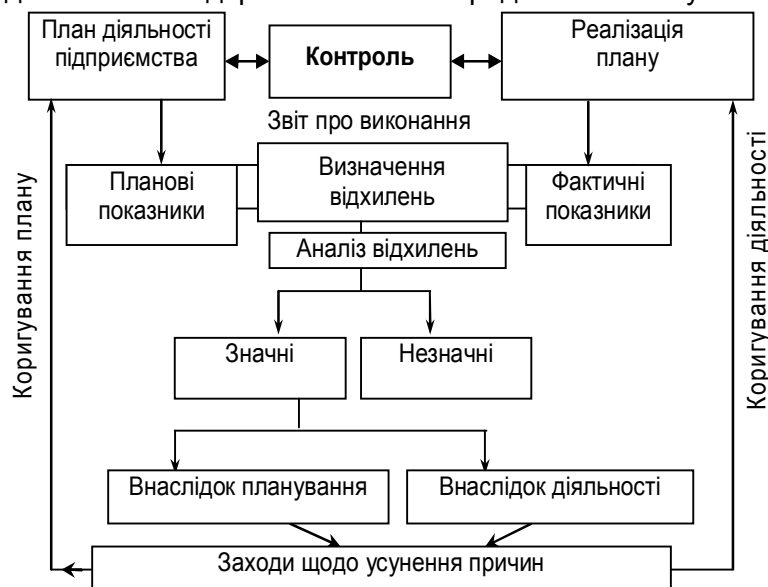 План діяльності
підприємства
Контроль
Реалізація
плану
Звіт про виконання
Планові
показники
Визначення
відхилень
Фактичні
показники
Аналіз відхилень
Коригування плану
Коригування діяльності
Значні
Незначні
Внаслідок планування
Внаслідок діяльності
Заходи щодо усунення причин